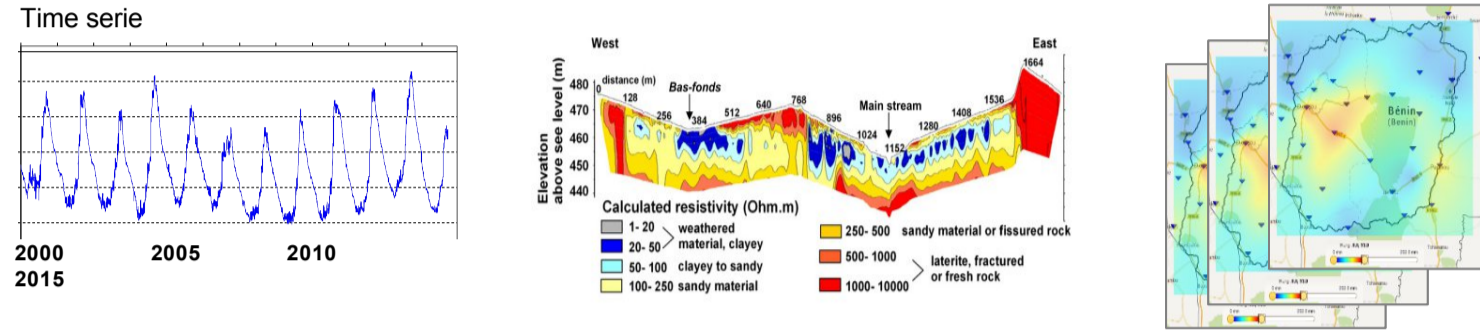 Time serie
2000 2005 2010
2015
West East
distance (m)
Bas-fonds
Main stream
0 128 256 384 512 640 768 896 1024 1152 1280 1408 1536 1664
480
470
460
450
440
Elevation
above see level (m)
Calculated resistivity (Ohm.m)
1- 20
20- 50
weathered
material, clayey
50- 100 clayey to sandy
100- 250 sandy material
250- 500 sandy material or fissured rock
500- 1000
1000- 10000
laterite, fractured
or fresh rock
Bénin
(Benin)